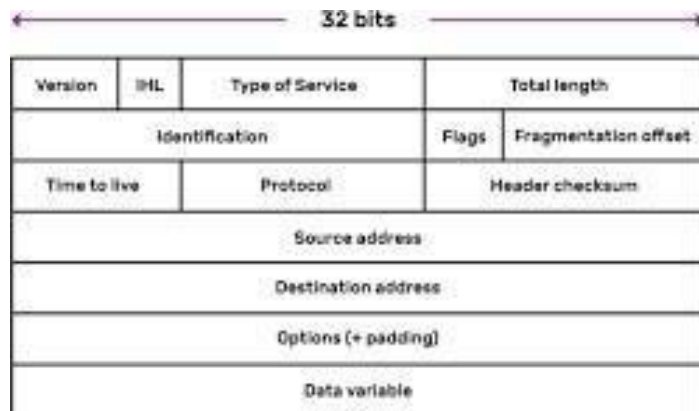 32 bits
Version IHL Type of Service Total length
Identification Flags Fragmentation offset
Time to live Protocol Header checksum
Source address
Destination address
Options (+ padding)
Data variable